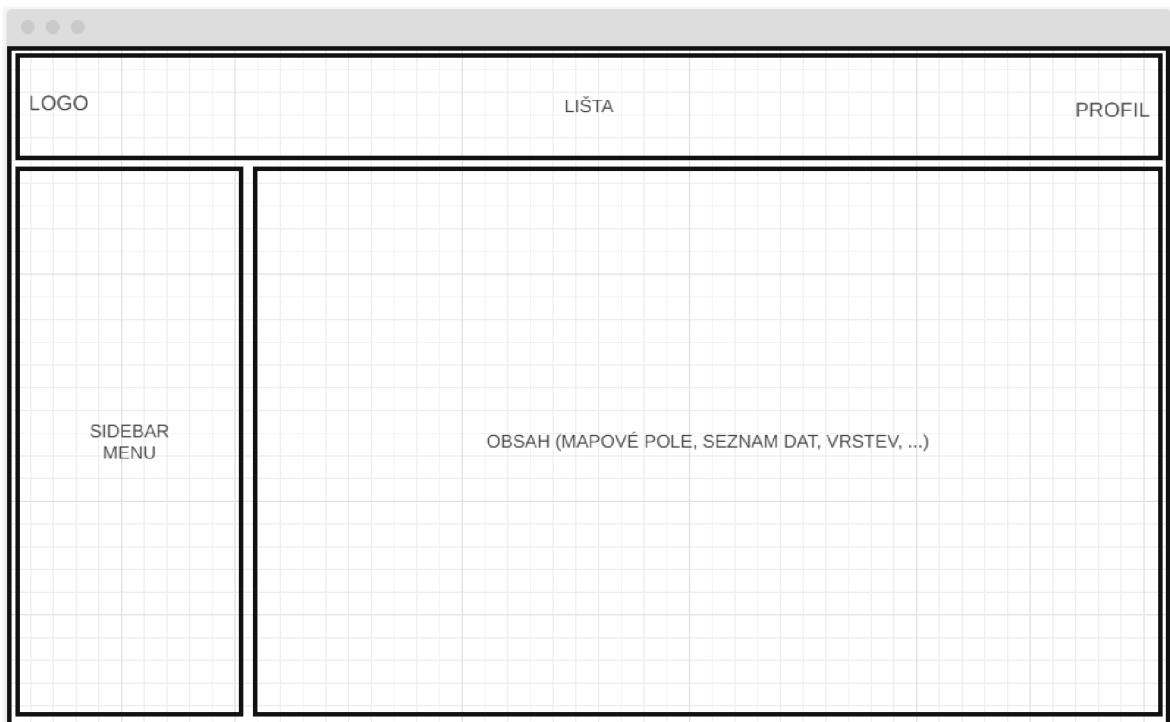 LOGO
LIŠTA
PROFIL
SIDEBAR
MENU
OBSAH (MAPOVÉ POLE, SEZNAM DAT, VRSTEV, ...)